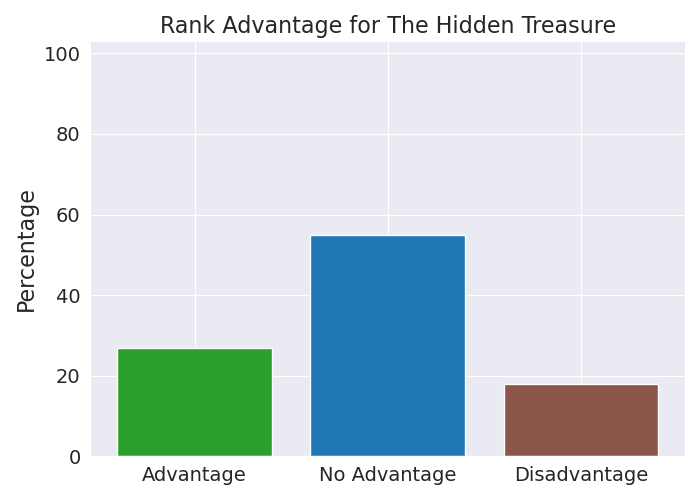 Rank Advantage for The Hidden Treasure
100
80
60
40
20
0
Percentage
Advantage
No Advantage
Disadvantage